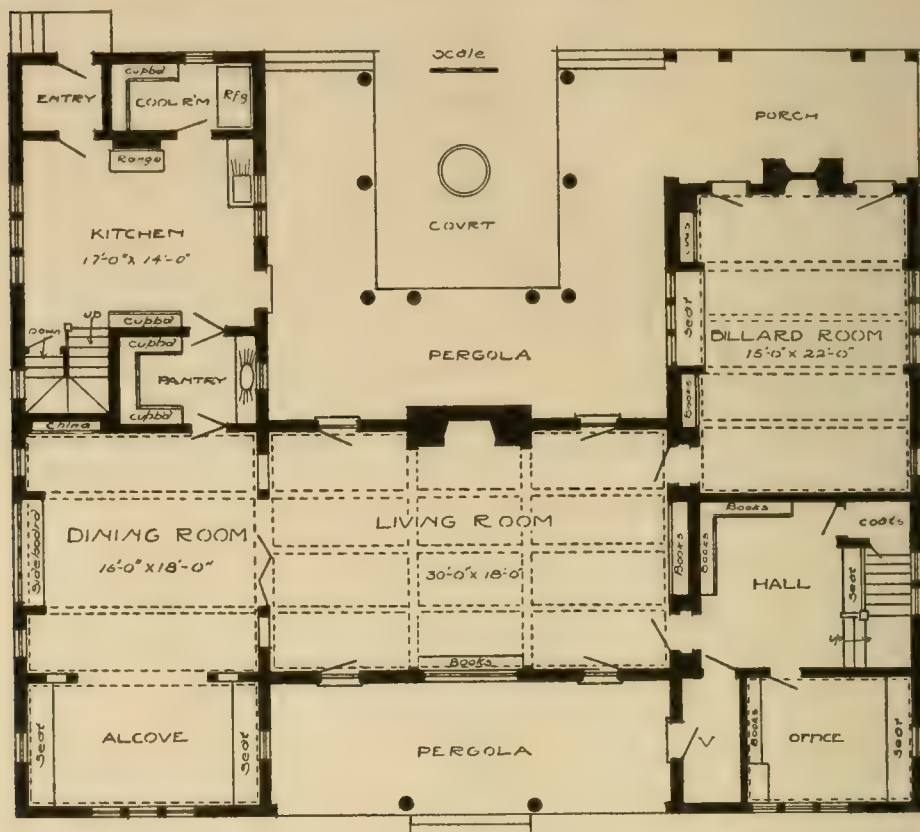 scale
ENTRY
Cupbd
COOL R'M
Rfg
PORCH
Range
COURT
KITCHEN
17'-0" X 14'-0"
Books
Seat
DOWN
UP
Cupbd
Cupbd
BILLARD ROOM
15'-0" X 22'-0"
PERGOLA
PANTRY
Books
Cupbd
China
DINING ROOM
16'-0" X 18'-0"
Sideboard
LIVING ROOM
30'-0" X 18'-0"
Books
Books
Books
Books
coats
HALL
Seat
UP
Seat
ALCOVE
Seat
PERGOLA
V
Books
OFFICE
Seat